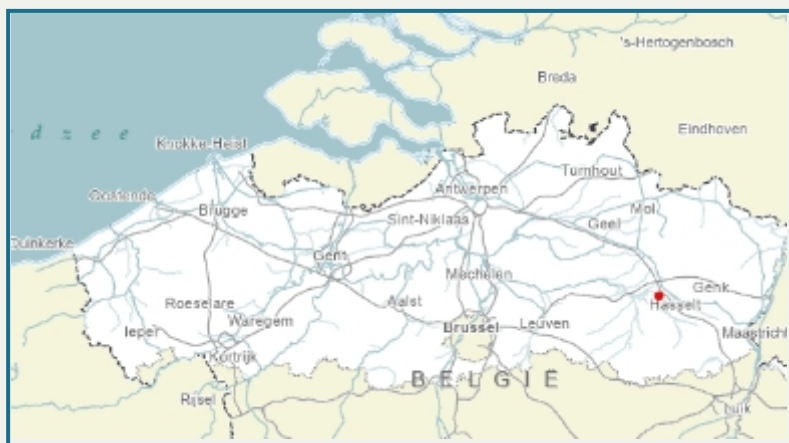 's-Hertogenbosch
Breda
d z e e
Eindhoven
Knokke-Heist
Turnhout
Antwerpen
Oostende
Mol
Brugge
Sint-Niklaas
Geel
Duinkerke
Gent
Mechelen
Genk
Roeselare
Aalst
Hasselt
Waregem
Brussel
Leuven
Ieper
Maastricht
Kortrijk
BELGIË
Rijsel
Luik